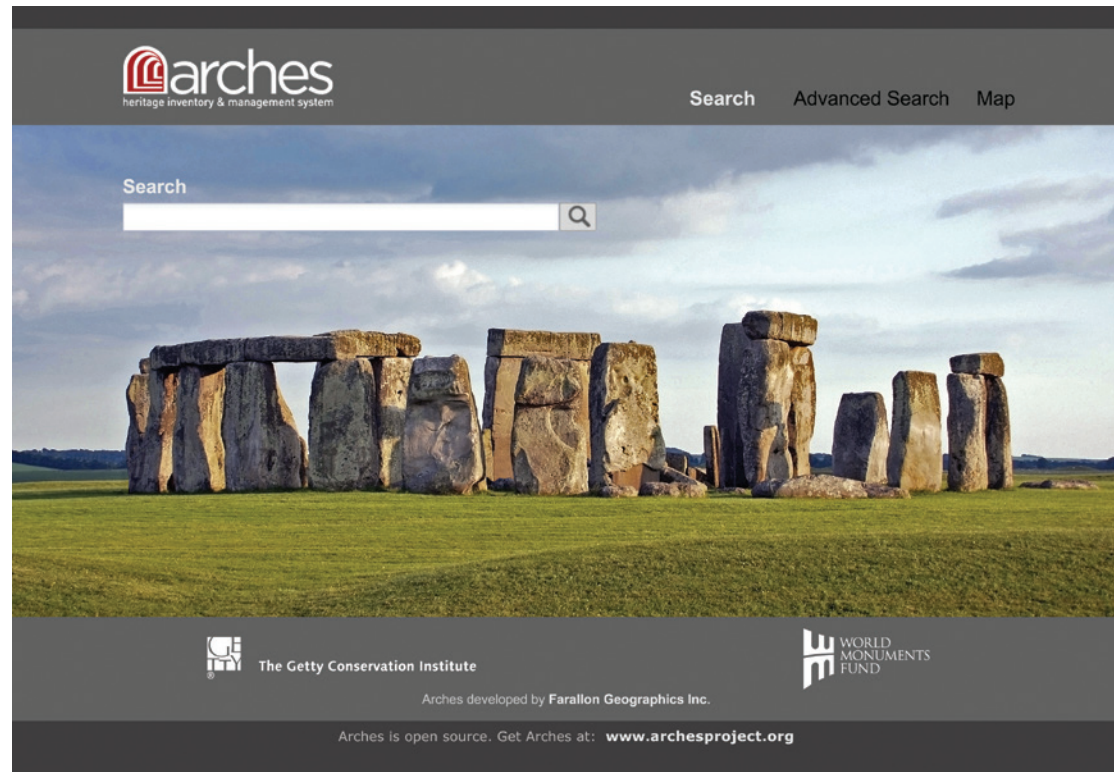 arches
heritage inventory & management system
Search Advanced Search Map
Search
GETTY
®
The Getty Conservation Institute
WORLD
MONUMENTS
FUND
Arches developed by Farallon Geographics Inc.
Arches is open source. Get Arches at: www.archesproject.org